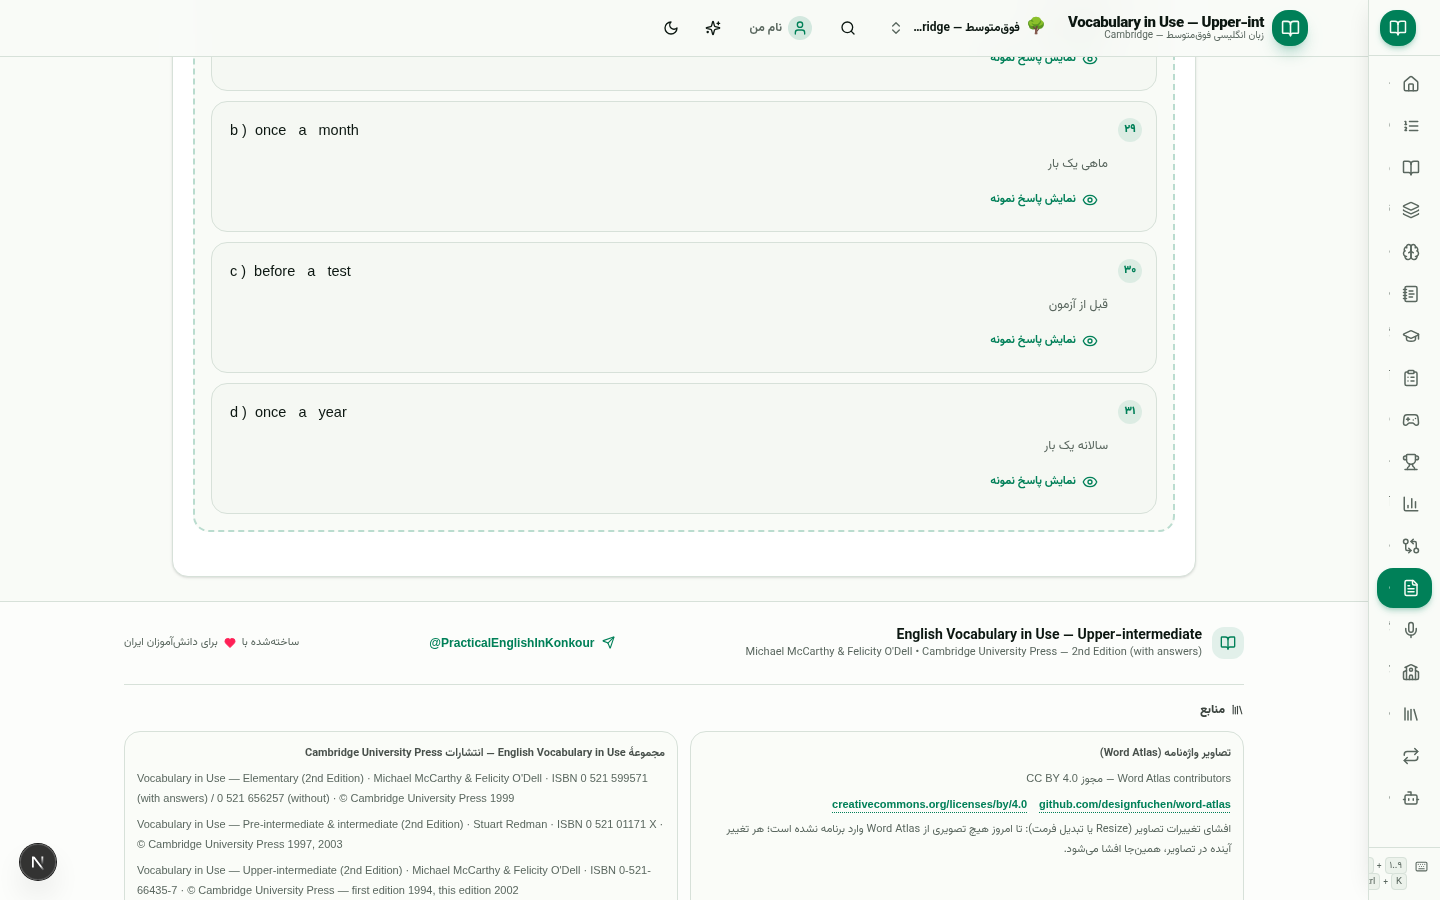 Vocabulary in Use — Upper-int
زبان انگلیسی فوق‌متوسط — Cambridge
فوق‌متوسط — ridge...
نام من
نمایش پاسخ نمونه
۲۹
b ) once a month
ماهی یک بار
نمایش پاسخ نمونه
۳۰
c ) before a test
قبل از آزمون
نمایش پاسخ نمونه
۳۱
d ) once a year
سالانه یک بار
نمایش پاسخ نمونه
English Vocabulary in Use — Upper-intermediate
Michael McCarthy & Felicity O'Dell • Cambridge University Press — 2nd Edition (with answers)
@PracticalEnglishInKonkour
ساخته‌شده با برای دانش‌آموزان ایران
منابع
تصاویر واژه‌نامه (Word Atlas)
Word Atlas contributors — مجوز CC BY 4.0
github.com/designfuchen/word-atlas creativecommons.org/licenses/by/4.0
افشای تغییرات تصاویر (Resize یا تبدیل فرمت): تا امروز هیچ تصویری از Word Atlas وارد برنامه نشده است؛ هر تغییر
آینده در تصاویر، همین‌جا افشا می‌شود.
مجموعهٔ English Vocabulary in Use — انتشارات Cambridge University Press
Vocabulary in Use — Elementary (2nd Edition) · Michael McCarthy & Felicity O'Dell · ISBN 0 521 599571
(with answers) / 0 521 656257 (without) · © Cambridge University Press 1999
Vocabulary in Use — Pre-intermediate & intermediate (2nd Edition) · Stuart Redman · ISBN 0 521 01171 X ·
© Cambridge University Press 1997, 2003
Vocabulary in Use — Upper-intermediate (2nd Edition) · Michael McCarthy & Felicity O'Dell · ISBN 0-521-
66435-7 · © Cambridge University Press — first edition 1994, this edition 2002
+ ۱..۹
+ K
N